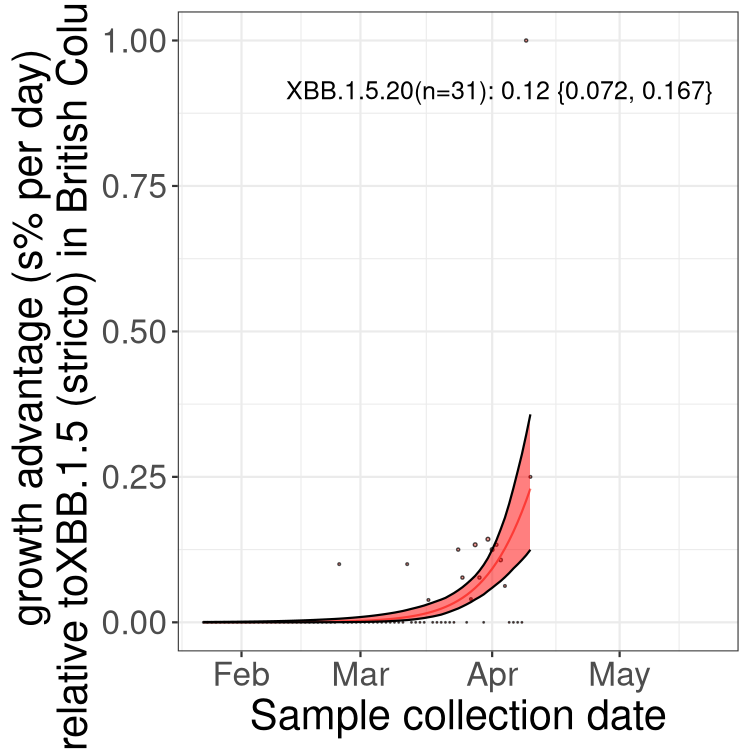 growth advantage (s% per day)
relative toXBB.1.5 (stricto) in British Colu
1.00
0.75
0.50
0.25
0.00
XBB.1.5.20(n=31): 0.12 {0.072, 0.167}
Feb Mar Apr May
Sample collection date